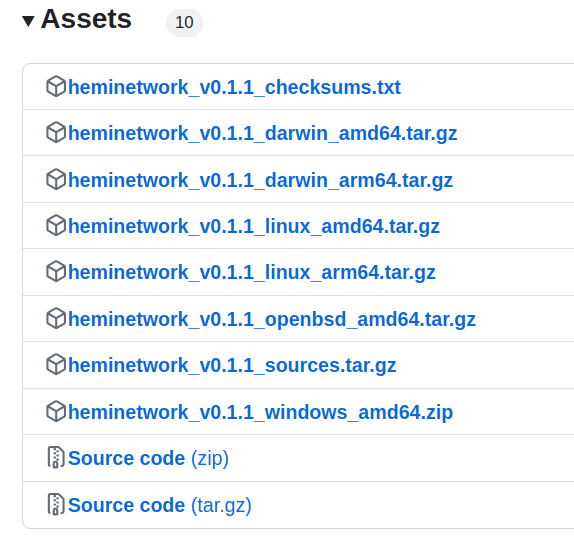 Assets 10
heminetwork_v0.1.1_checksums.txt
heminetwork_v0.1.1_darwin_amd64.tar.gz
heminetwork_v0.1.1_darwin_arm64.tar.gz
heminetwork_v0.1.1_linux_amd64.tar.gz
heminetwork_v0.1.1_linux_arm64.tar.gz
heminetwork_v0.1.1_openbsd_amd64.tar.gz
heminetwork_v0.1.1_sources.tar.gz
heminetwork_v0.1.1_windows_amd64.zip
Source code (zip)
Source code (tar.gz)